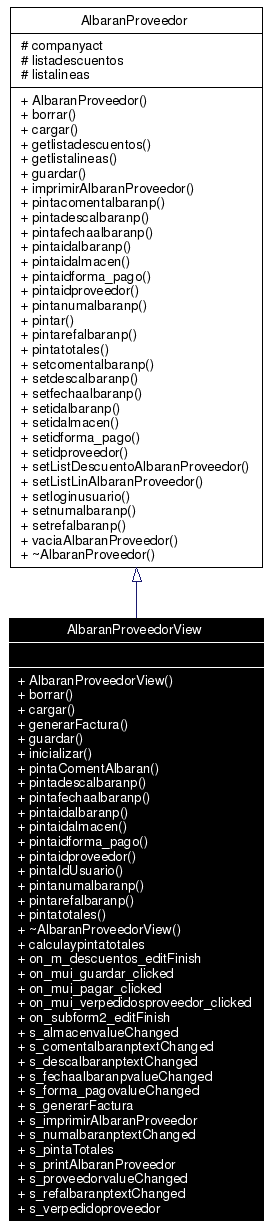 AlbaranProveedor
# companyact
# listadescuentos
# listalineas
+ AlbaranProveedor()
+ borrar()
+ cargar()
+ getlistadescuentos()
+ getlistalineas()
+ guardar()
+ imprimirAlbaranProveedor()
+ pintacomentalbaranp()
+ pintadescalbaranp()
+ pintafechaalbaranp()
+ pintaidalbaranp()
+ pintaidalmacen()
+ pintaidforma_pago()
+ pintaidproveedor()
+ pintanumalbaranp()
+ pintar()
+ pintarefalbaranp()
+ pintatotales()
+ setcomentalbaranp()
+ setdescalbaranp()
+ setfechaalbaranp()
+ setidalbaranp()
+ setidalmacen()
+ setidforma_pago()
+ setidproveedor()
+ setListDescuentoAlbaranProveedor()
+ setListLinAlbaranProveedor()
+ setloginusuario()
+ setnumalbaranp()
+ setrefalbaranp()
+ vaciaAlbaranProveedor()
+ ~AlbaranProveedor()
AlbaranProveedorView
+ AlbaranProveedorView()
+ borrar()
+ cargar()
+ generarFactura()
+ guardar()
+ inicializar()
+ pintaComentAlbaran()
+ pintadescalbaranp()
+ pintafechaalbaranp()
+ pintaidalbaranp()
+ pintaidalmacen()
+ pintaidforma_pago()
+ pintaidproveedor()
+ pintaIdUsuario()
+ pintanumalbaranp()
+ pintarefalbaranp()
+ pintatotales()
+ ~AlbaranProveedorView()
+ calculaypintatotales
+ on_m_descuentos_editFinish
+ on_mui_guardar_clicked
+ on_mui_pagar_clicked
+ on_mui_verpedidosproveedor_clicked
+ on_subform2_editFinish
+ s_almacenvalueChanged
+ s_comentalbaranptextChanged
+ s_descalbaranptextChanged
+ s_fechaalbaranpvalueChanged
+ s_forma_pagovalueChanged
+ s_generarFactura
+ s_imprimirAlbaranProveedor
+ s_numalbaranptextChanged
+ s_pintaTotales
+ s_printAlbaranProveedor
+ s_proveedorvalueChanged
+ s_refalbaranptextChanged
+ s_verpedidoproveedor